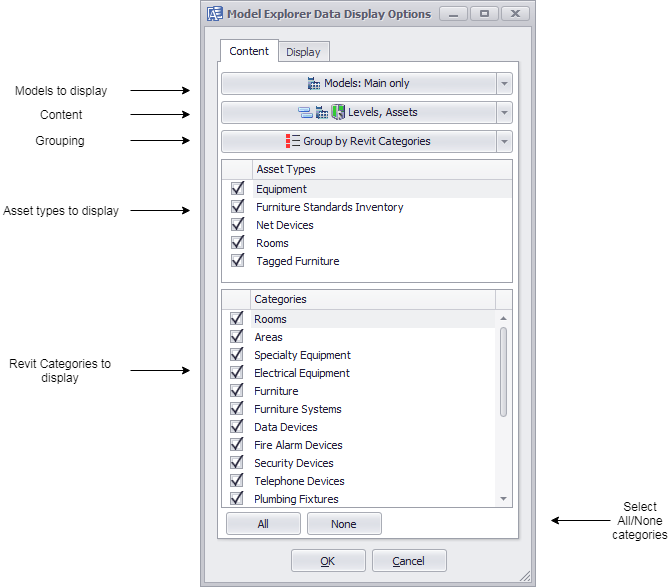 Model Explorer Data Display Options
Content
Display
Models to display
Models: Main only
Content
Levels, Assets
Grouping
Group by Revit Categories
Asset Types
Equipment
Asset types to display
Furniture Standards Inventory
Net Devices
Rooms
Tagged Furniture
Categories
Rooms
Areas
Specialty Equipment
Revit Categories to
display
Electrical Equipment
Furniture
Furniture Systems
Data Devices
Fire Alarm Devices
Security Devices
Telephone Devices
Plumbing Fixtures
All
None
Select
All/None
categories
OK
Cancel